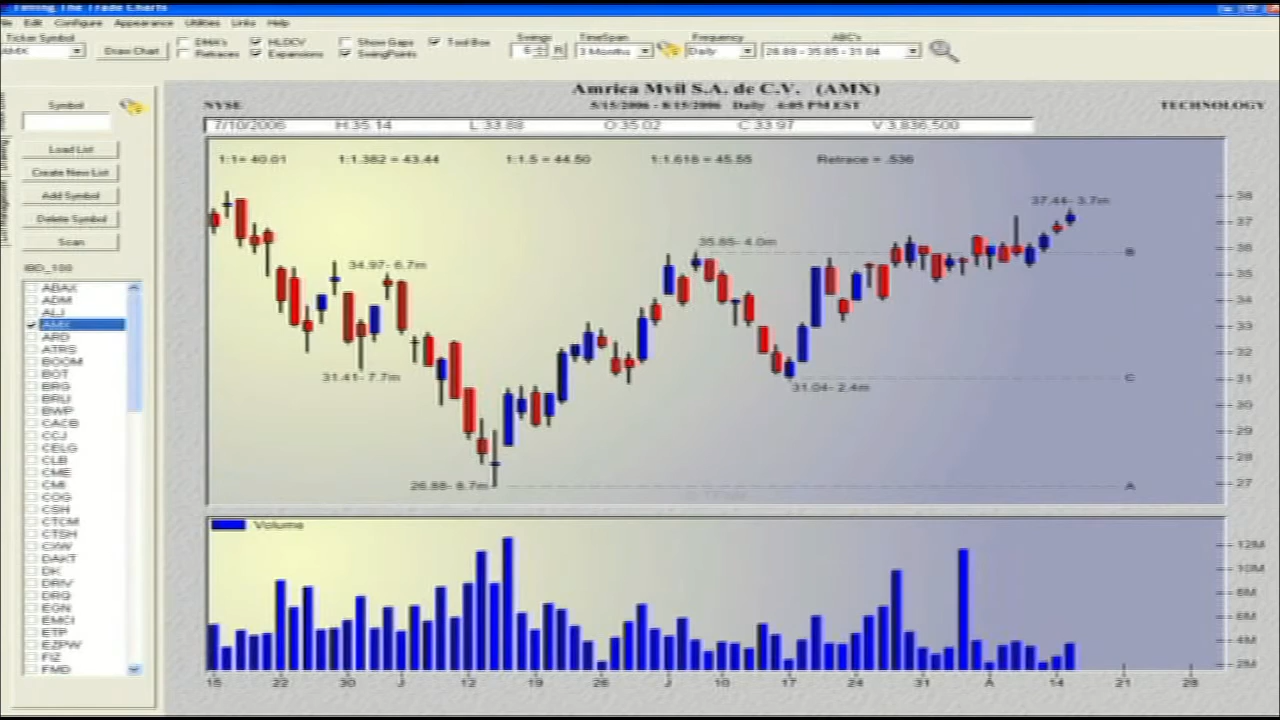 Timing The Trade Charts
Edit Configure Appearance Utilities Links Help
Ticker Symbol
AMX
Draw Chart
DMA's
HLOCV
Show Gaps
Tool Box
Retraces
Expansions
SwingPoints
Swings
TimeSpan
Frequency
ABC's
3 Months
Daily
26.88 - 35.85 - 31.04
Amrica Mvil S.A. de C.V. (AMX)
NYSE
5/15/2006 - 8/15/2006 Daily 4:05 PM EST
TECHNOLOGY
7/10/2006 H:35.14 L:33.88 O:35.02 C:33.97 V:3,836,500
1:1= 40.01 1:1.382 = 43.44 1:1.5 = 44.50 1:1.618 = 45.55 Retrace = .536
Symbol
Load List
Create New List
Add Symbol
Delete Symbol
Scan
IBD_100
ABAX
ADM
ALJ
AMX
ARD
ATRS
BOOM
BOT
BRG
BRLI
BWP
CACB
CCJ
CELG
CLB
CME
CMI
COG
CSH
CTCM
CTSH
CXW
DAKT
DK
DRIV
DRQ
EGN
EMCI
ETP
EZPW
FIZ
FMD
37.44- 3.7m
35.85- 4.0m
34.97- 6.7m
31.41- 7.7m
31.04- 2.4m
26.88- 8.7m
B
C
A
38
37
36
35
34
33
32
31
30
29
28
27
Volume
12M
10M
8M
6M
4M
2M
15 22 30 J 12 19 26 J 10 17 24 31 A 14 21 28